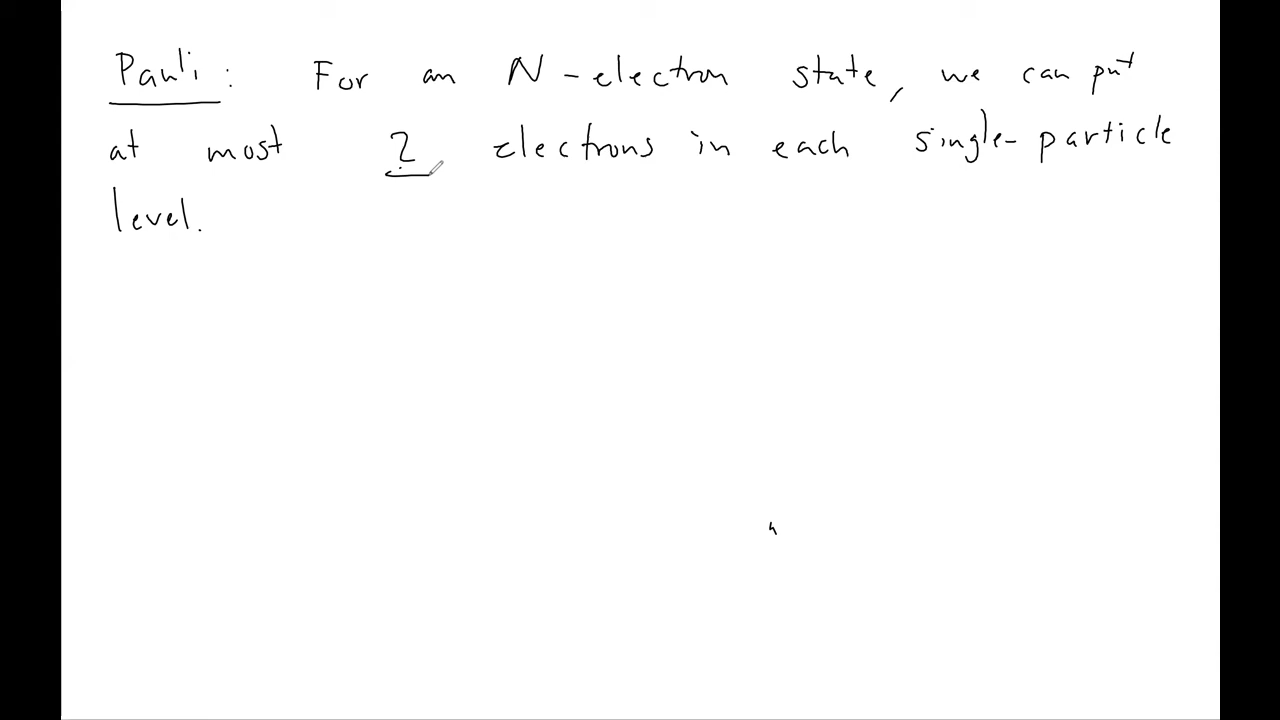 Pauli: For an N-electron state, we can put
at most 2 electrons in each single-particle
level.